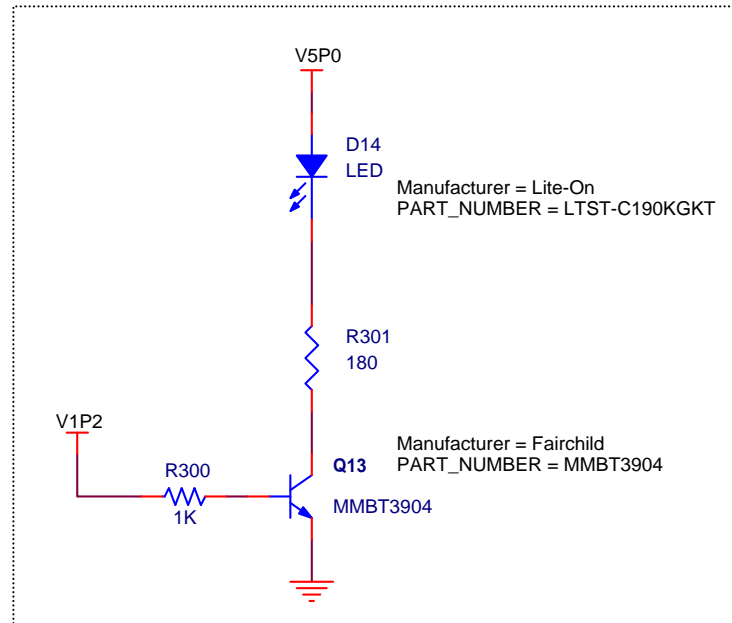 V5P0
D14
LED
Manufacturer = Lite-On
PART_NUMBER = LTST-C190KGKT
R301
180
V1P2
Manufacturer = Fairchild
Q13
PART_NUMBER = MMBT3904
R300
1K
MMBT3904